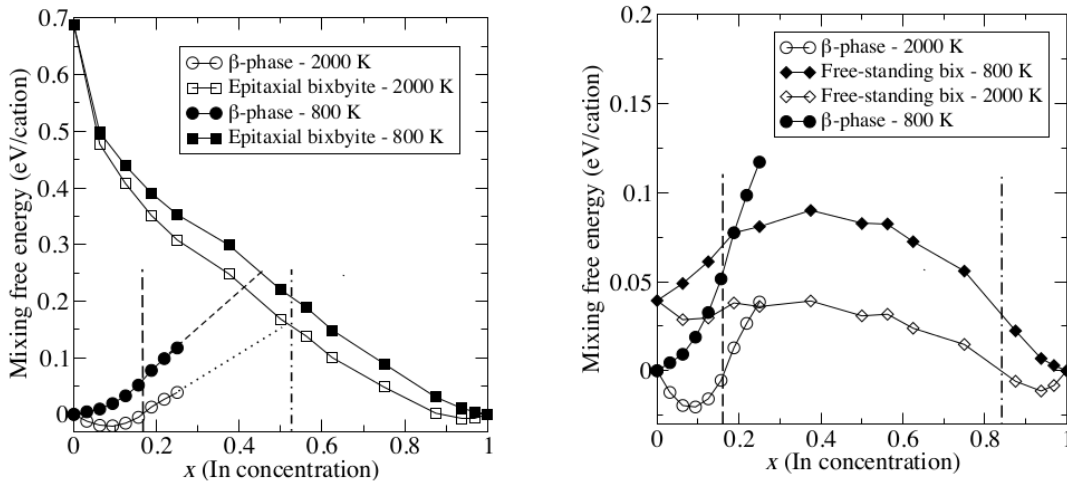 0.7
0.6
0.5
0.4
0.3
0.2
0.1
0
Mixing free energy (eV/cation)
β-phase - 2000 K
Epitaxial bixbyite - 2000 K
β-phase - 800 K
Epitaxial bixbyite - 800 K
0 0.2 0.4 0.6 0.8 1
x (In concentration)
0.2
0.15
0.1
0.05
0
Mixing free energy (eV/cation)
β-phase - 2000 K
Free-standing bix - 800 K
Free-standing bix - 2000 K
β-phase - 800 K
0 0.2 0.4 0.6 0.8 1
x (In concentration)